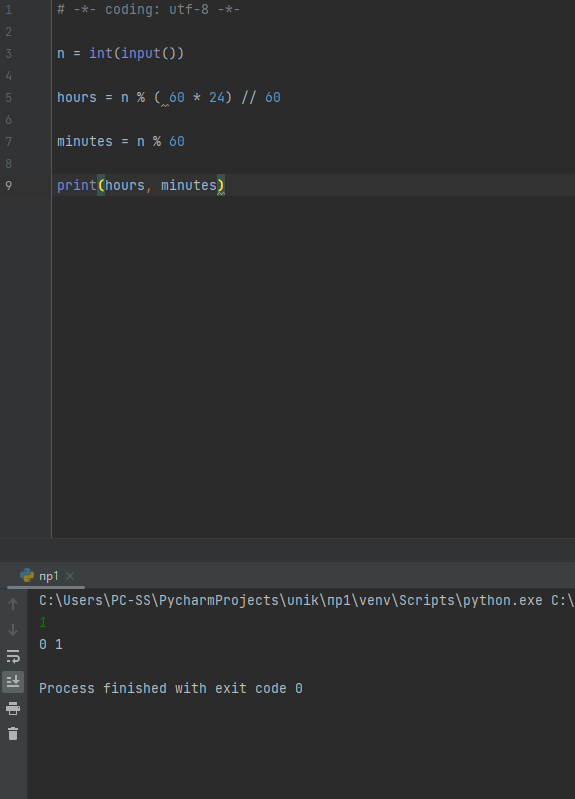 1 # -*- coding: utf-8 -*-
2
3 n = int(input())
4
5 hours = n % ( 60 * 24) // 60
6
7 minutes = n % 60
8
9 print(hours, minutes)
пр1
C:\Users\PC-SS\PycharmProjects\unik\пр1\venv\Scripts\python.exe C:\
1
0 1
Process finished with exit code 0